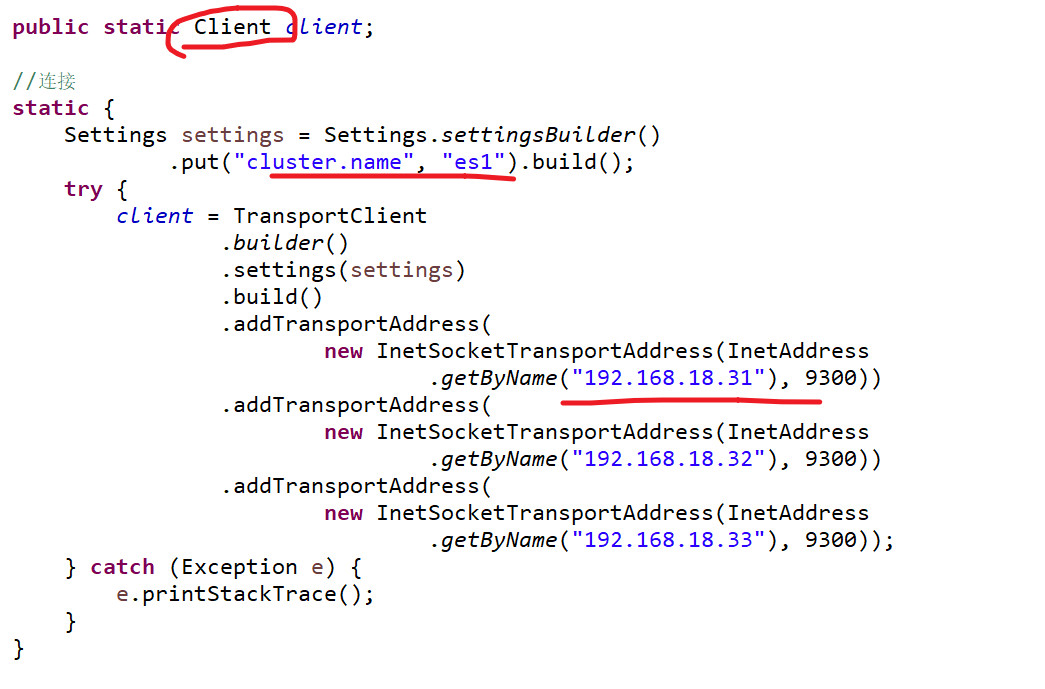 public static Client client;
//连接
static {
Settings settings = Settings.settingsBuilder()
.put("cluster.name", "es1").build();
try {
client = TransportClient
.builder()
.settings(settings)
.build()
.addTransportAddress(
new InetSocketTransportAddress(InetAddress
.getByName("192.168.18.31"), 9300))
.addTransportAddress(
new InetSocketTransportAddress(InetAddress
.getByName("192.168.18.32"), 9300))
.addTransportAddress(
new InetSocketTransportAddress(InetAddress
.getByName("192.168.18.33"), 9300));
} catch (Exception e) {
e.printStackTrace();
}
}